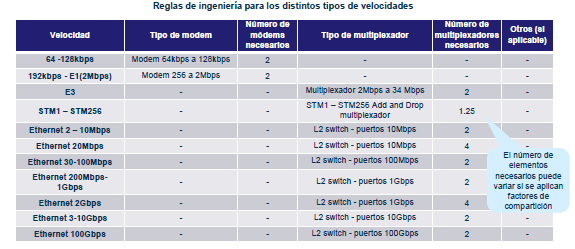 Reglas de ingeniería para los distintos tipos de velocidades
Velocidad Tipo de modem Número de módems necesarios Tipo de multiplexador Número de multiplexadores necesarios Otros (si aplicable)
64 -128kbps Modem 64kbps a 128kbps 2 - - -
192kbps - E1(2Mbps) Modem 256 a 2Mbps 2 - - -
E3 - - Multiplexador 2Mbps a 34 Mbps 2 -
STM1 – STM256 - - STM1 – STM256 Add and Drop multiplexador 1.25 -
Ethernet 2 – 10Mbps - - L2 switch - puertos 10Mbps 2 -
Ethernet 20Mbps - - L2 switch - puertos 10Mbps 4 -
Ethernet 30-100Mbps - - L2 switch - puertos 100Mbps 2
Ethernet 200Mbps-1Gbps - - L2 switch - puertos 1Gbps 2
Ethernet 2Gbps - - L2 switch - puertos 1Gbps 4
Ethernet 3-10Gbps - - L2 switch - puertos 10Gbps 2 -
Ethernet 100Gbps - - L2 switch - puertos 100Gbps 2 -
El número de
elementos
necesarios puede
variar si se aplican
factores de
compartición